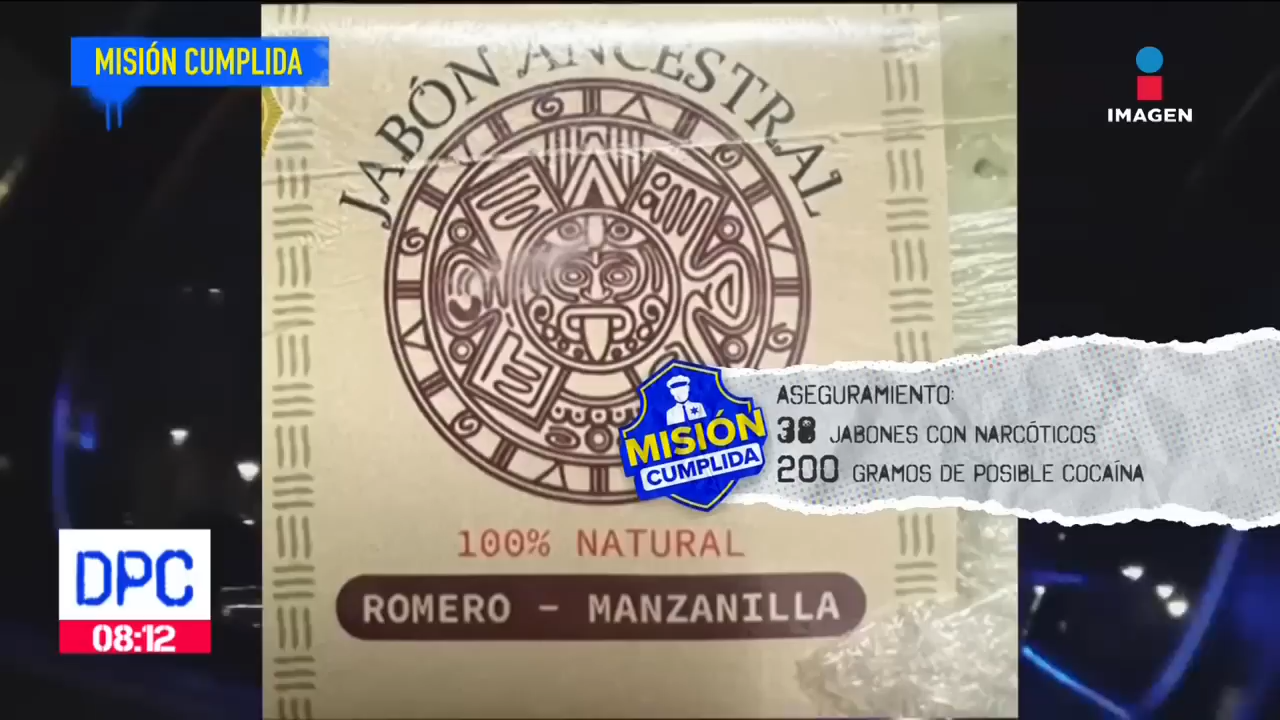 MISIÓN CUMPLIDA
IMAGEN
JABÓN ANCESTRAL
ASEGURAMIENTO:
38 JABONES CON NARCÓTICOS
200 GRAMOS DE POSIBLE COCAÍNA
MISIÓN
CUMPLIDA
100% NATURAL
ROMERO - MANZANILLA
DPC
08:12